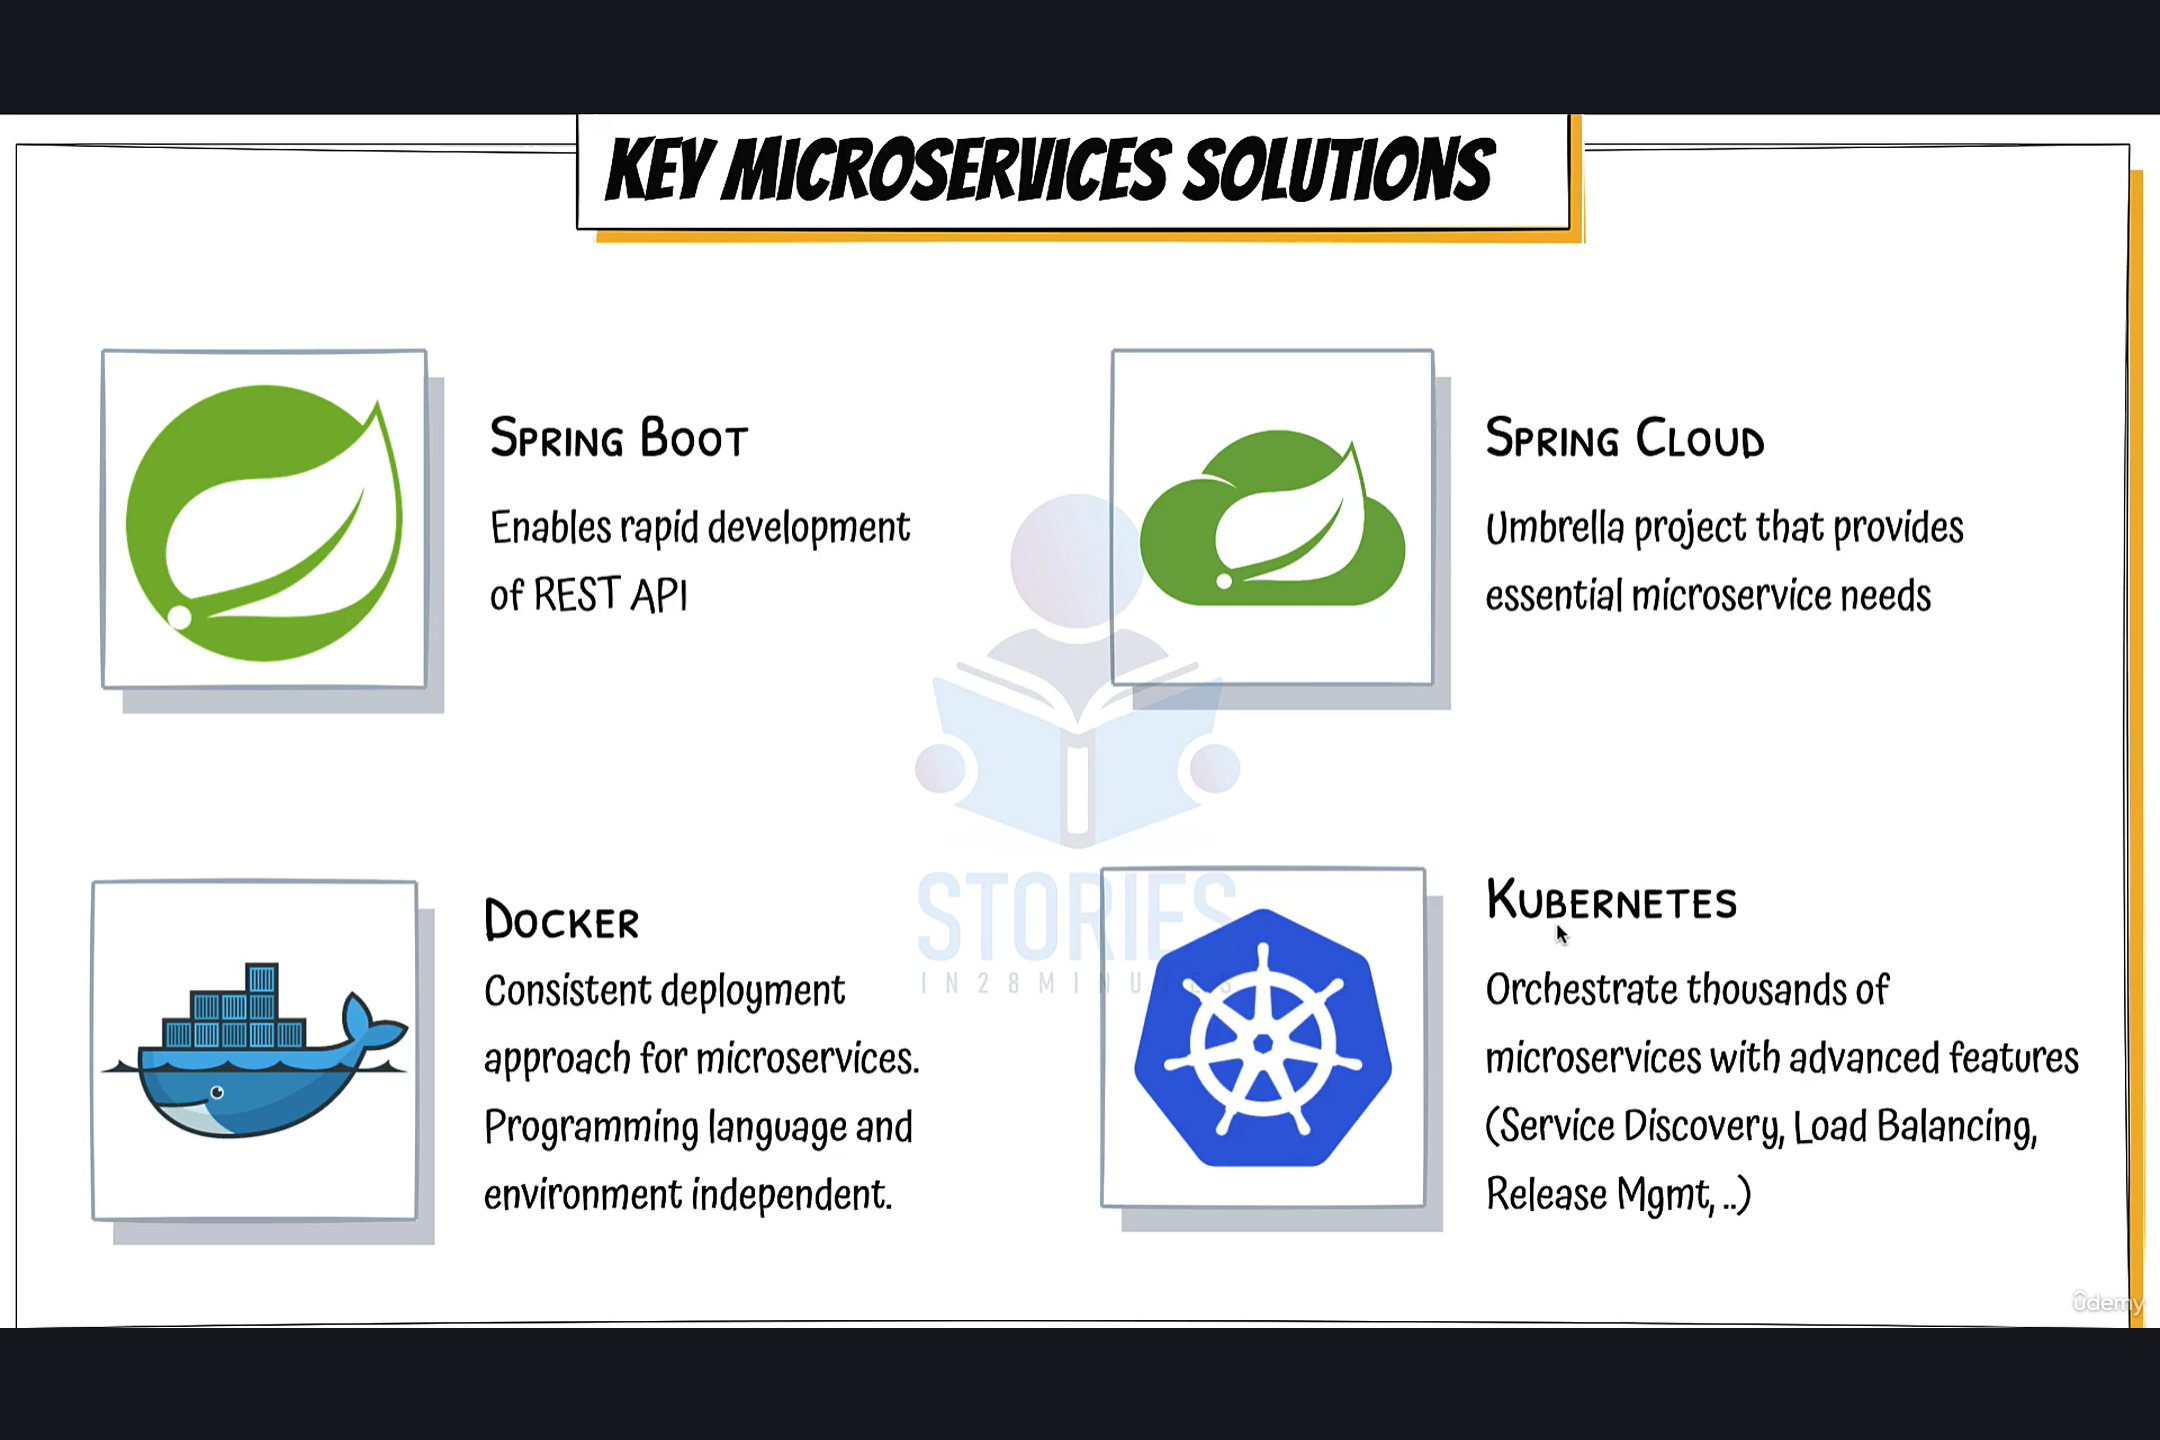 KEY MICROSERVICES SOLUTIONS
SPRING BOOT
Enables rapid development
of REST API
SPRING CLOUD
Umbrella project that provides
essential microservice needs
STORIES
IN28MINUTES
DOCKER
Consistent deployment
approach for microservices.
Programming language and
environment independent.
KUBERNETES
Orchestrate thousands of
microservices with advanced features
(Service Discovery, Load Balancing,
Release Mgmt, ..)
ûdemy